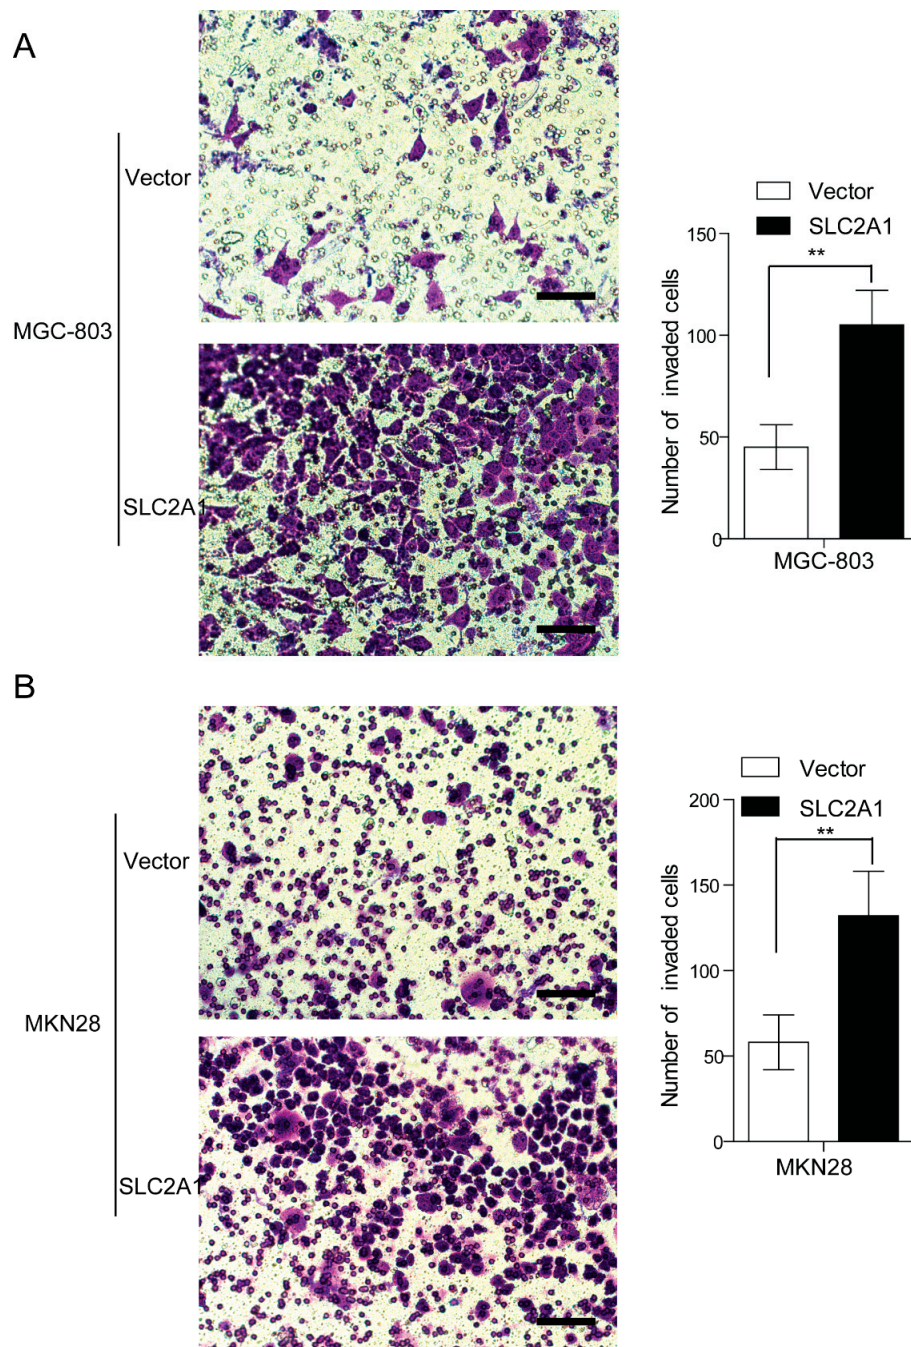 A
Vector
MGC-803
SLC2A1
Vector
SLC2A1
**
150
100
50
0
Number of invaded cells
MGC-803
B
Vector
MKN28
SLC2A1
Vector
SLC2A1
**
200
150
100
50
0
Number of invaded cells
MKN28